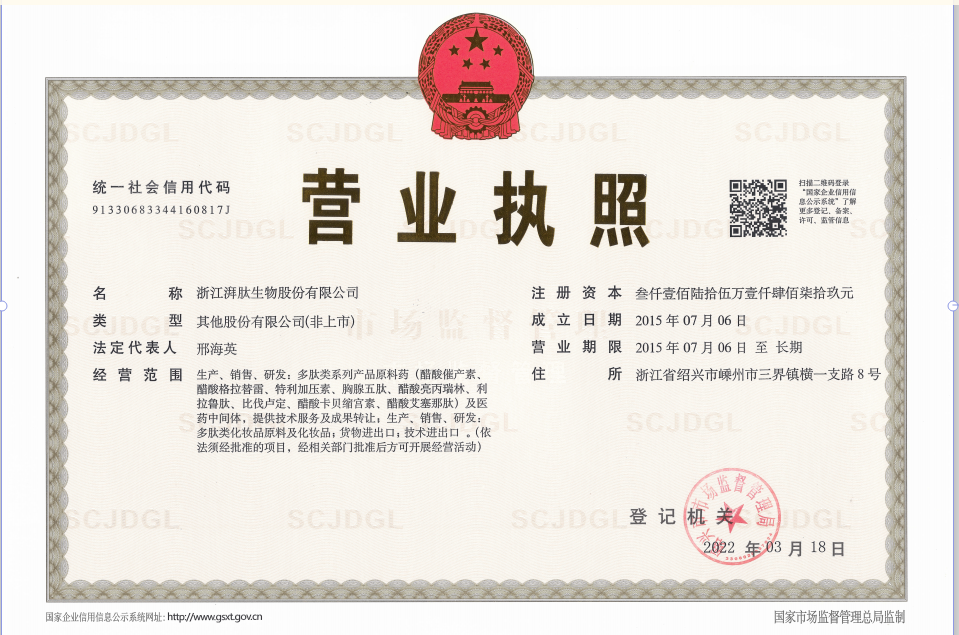 统一社会信用代码
91330683344160817J
营业执照
扫描二维码登录
“国家企业信用信
息公示系统”了解
更多登记、备案、
许可、监管信息
名称 浙江湃肽生物股份有限公司
类型 其他股份有限公司(非上市)
法定代表人 邢海英
经营范围 生产、销售、研发：多肽类系列产品原料药（醋酸催产素、
醋酸格拉替雷、特利加压素、胸腺五肽、醋酸亮丙瑞林、利
拉鲁肽、比伐卢定、醋酸卡贝缩宫素、醋酸艾塞那肽）及医
药中间体，提供技术服务及成果转让；生产、销售、研发：
多肽类化妆品原料及化妆品；货物进出口；技术进出口 。（依
法须经批准的项目，经相关部门批准后方可开展经营活动）
注册资本 叁仟壹佰陆拾伍万壹仟肆佰柒拾玖元
成立日期 2015 年 07 月 06 日
营业期限 2015 年 07 月 06 日 至 长期
住所 浙江省绍兴市嵊州市三界镇横一支路 8 号
登记机关
2022 年 03 月 18 日
国家企业信用信息公示系统网址: http://www.gsxt.gov.cn
国家市场监督管理总局监制
SCJDGL
市场监督管理
市场监督管理局